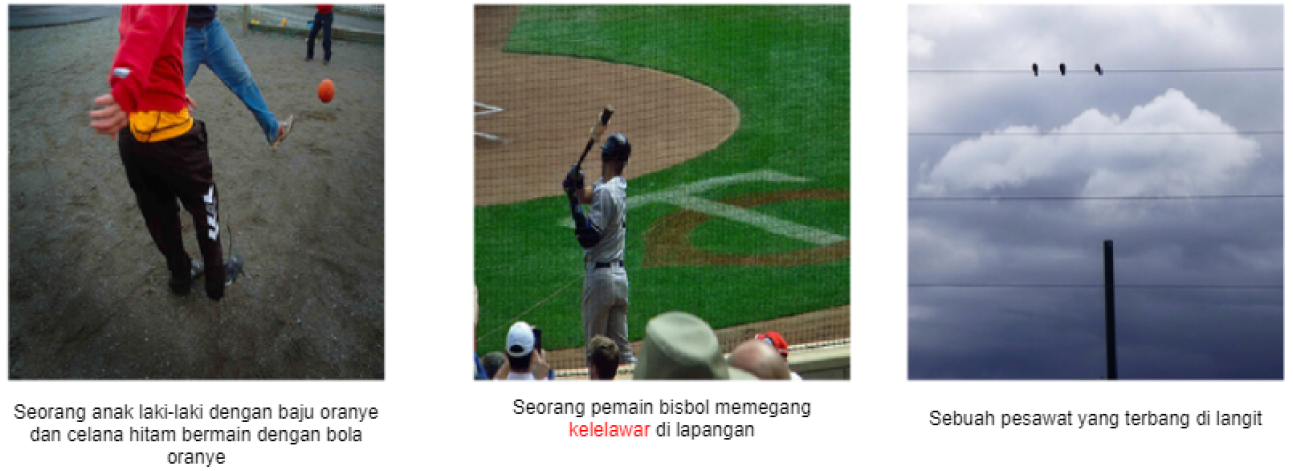 Seorang anak laki-laki dengan baju oranye
dan celana hitam bermain dengan bola
oranye
Seorang pemain bisbol memegang
kelelawar di lapangan
Sebuah pesawat yang terbang di langit